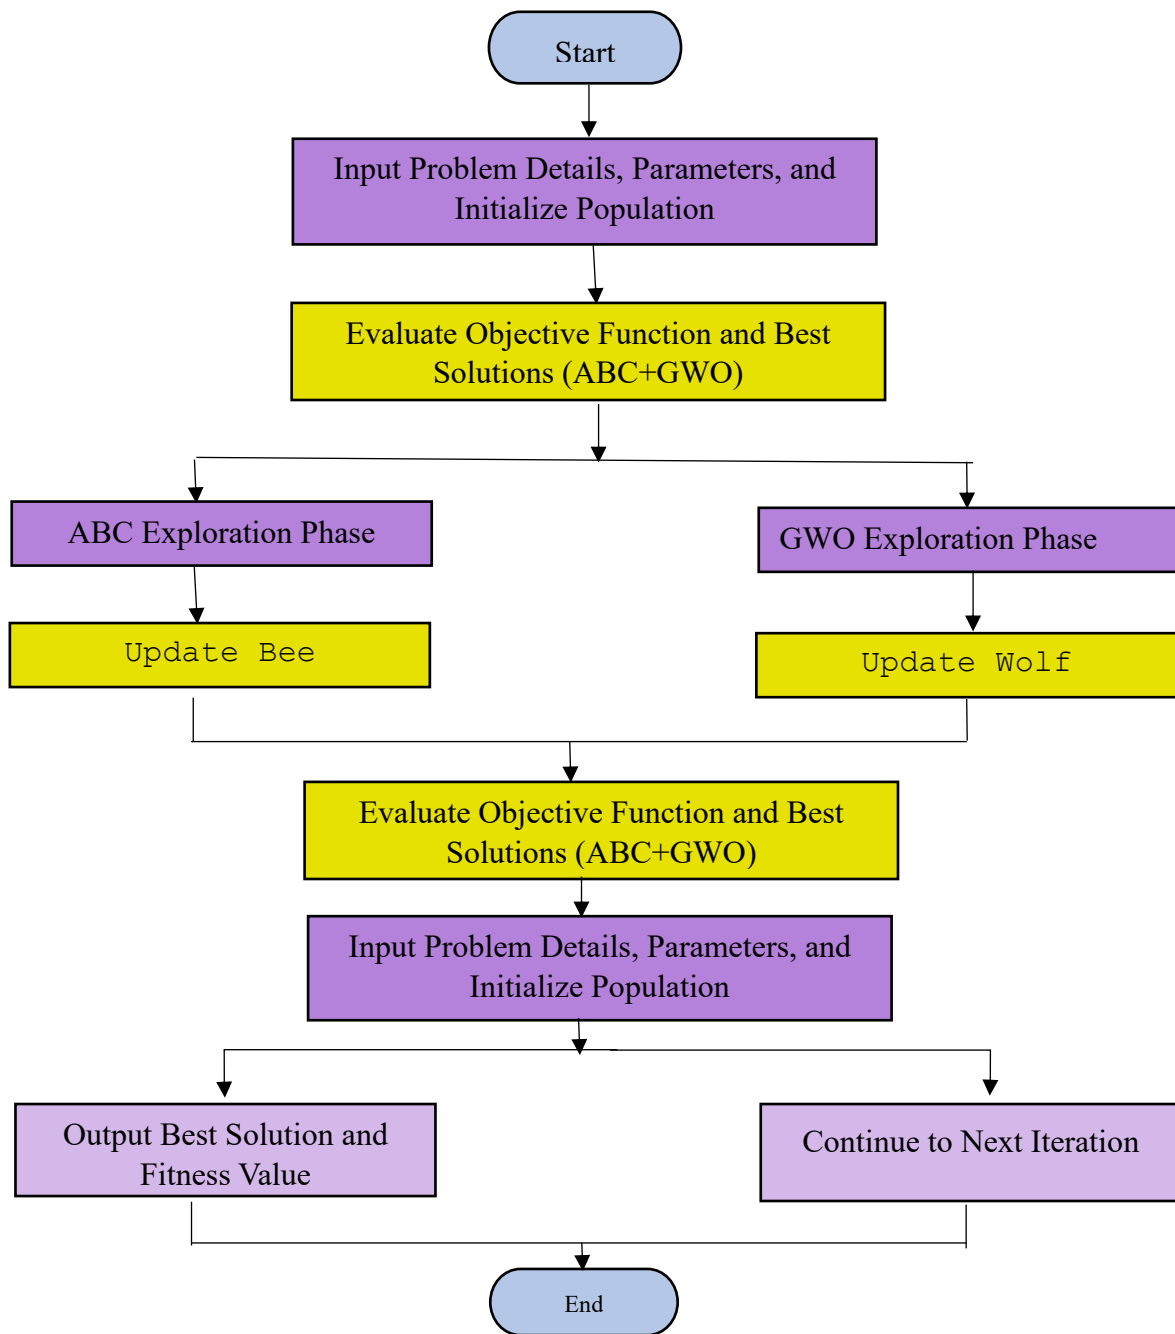 Start
Input Problem Details, Parameters, and
Initialize Population
Evaluate Objective Function and Best
Solutions (ABC+GWO)
ABC Exploration Phase
GWO Exploration Phase
Update Bee
Update Wolf
Evaluate Objective Function and Best
Solutions (ABC+GWO)
Input Problem Details, Parameters, and
Initialize Population
Output Best Solution and
Fitness Value
Continue to Next Iteration
End